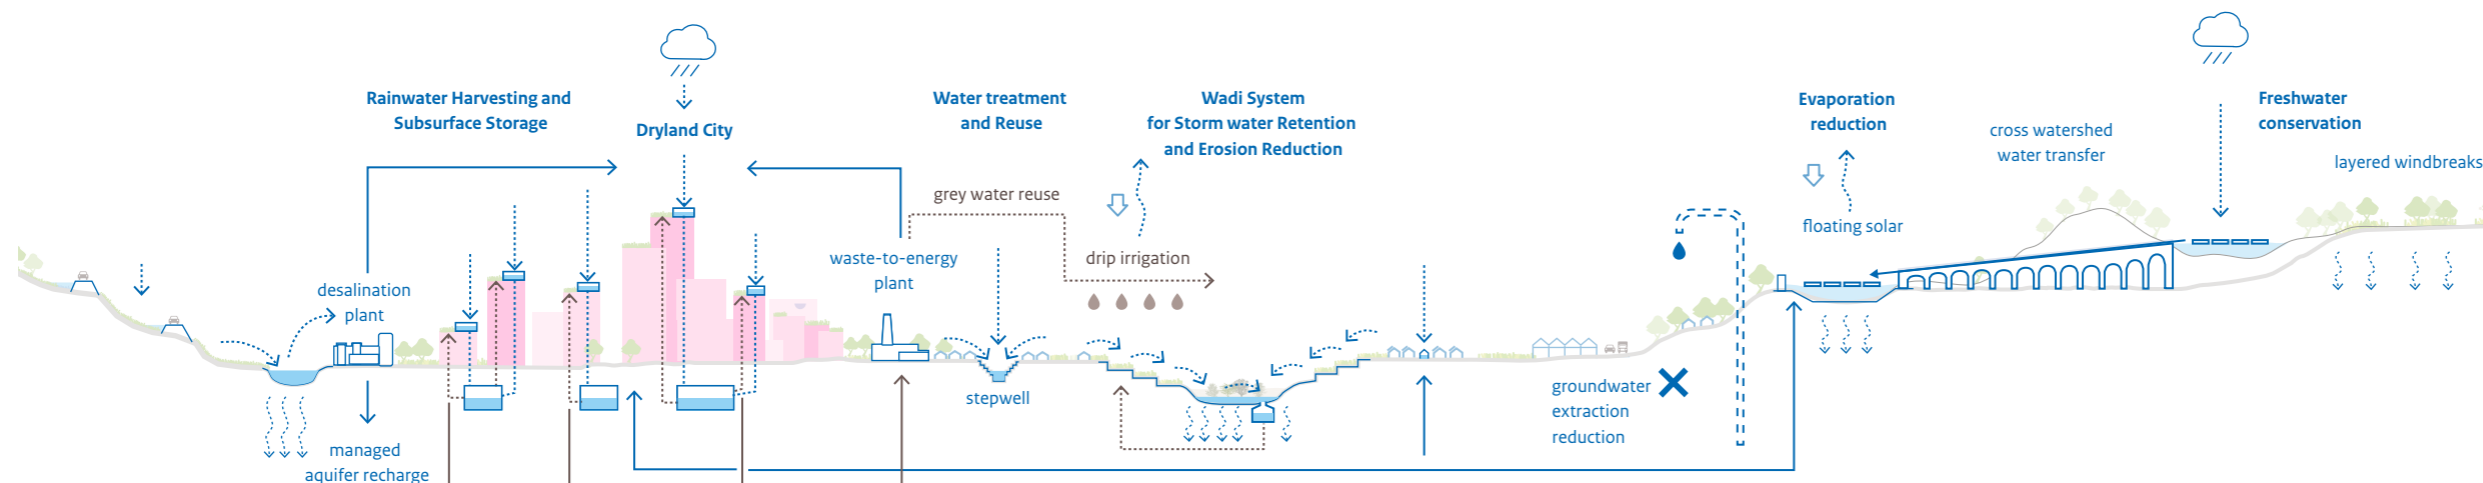 Rainwater Harvesting and
Subsurface Storage
Dryland City
Water treatment
and Reuse
Wadi System
for Storm water Retention
and Erosion Reduction
Evaporation
reduction
Freshwater
conservation
cross watershed
water transfer
layered windbreaks
grey water reuse
floating solar
desalination
plant
waste-to-energy
plant
drip irrigation
stepwell
groundwater
extraction
reduction
managed
aquifer recharge